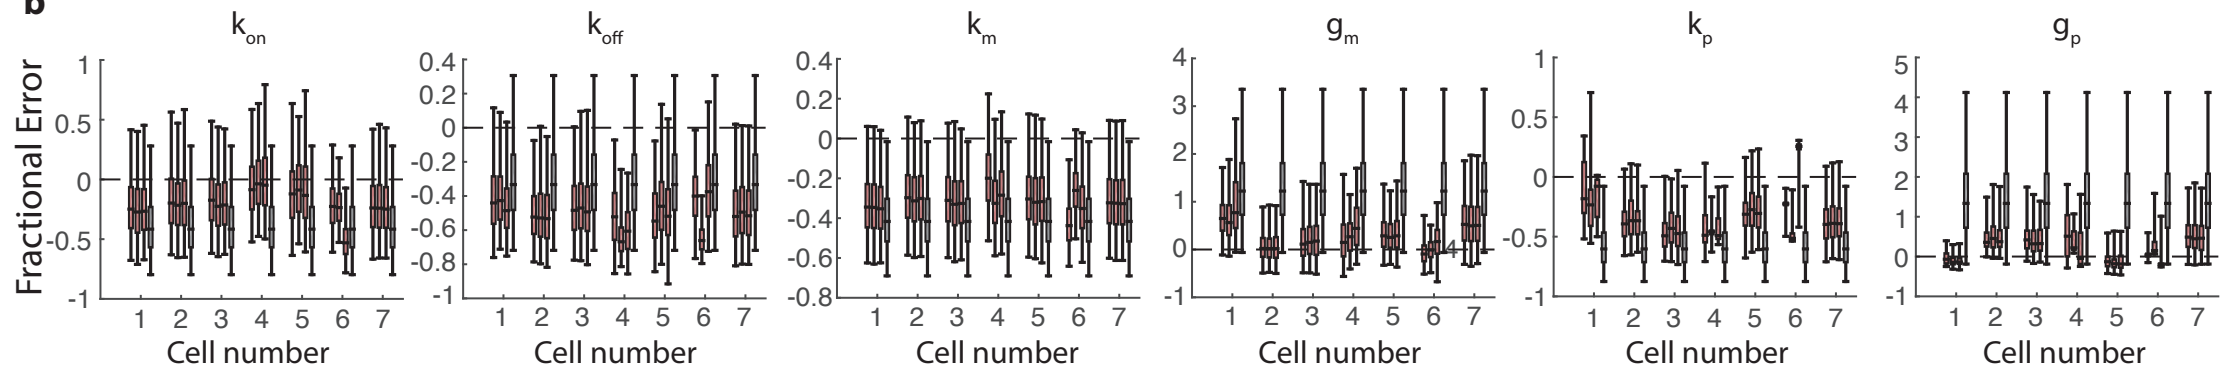 b
k_on k_off k_m g_m k_p g_p
Fractional Error
1 0.5 0 -0.5 -1
0.4 0.2 0 -0.2 -0.4 -0.6 -0.8 -1
0.4 0.2 0 -0.2 -0.4 -0.6 -0.8
4 3 2 1 0 -1
4
1 0.5 0 -0.5 -1
5 4 3 2 1 0 -1
1 2 3 4 5 6 7
1 2 3 4 5 6 7
1 2 3 4 5 6 7
1 2 3 4 5 6 7
1 2 3 4 5 6 7
1 2 3 4 5 6 7
Cell number Cell number Cell number Cell number Cell number Cell number